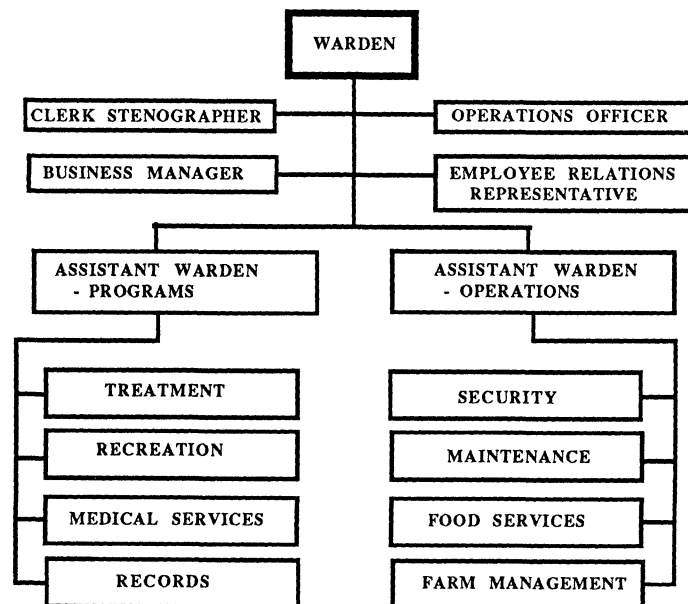 WARDEN
CLERK STENOGRAPHER
OPERATIONS OFFICER
BUSINESS MANAGER
EMPLOYEE RELATIONS
REPRESENTATIVE
ASSISTANT WARDEN
- PROGRAMS
ASSISTANT WARDEN
- OPERATIONS
TREATMENT
RECREATION
MEDICAL SERVICES
RECORDS
SECURITY
MAINTENANCE
FOOD SERVICES
FARM MANAGEMENT